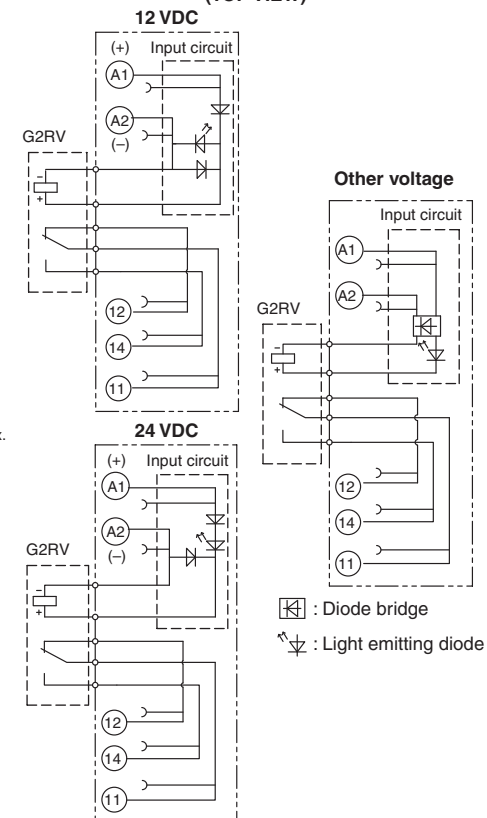 12 VDC
(+) Input circuit
A1
A2
(–)
G2RV
–
+
12
14
11
Other voltage
Input circuit
A1
A2
G2RV
–
+
12
14
11
24 VDC
(+) Input circuit
A1
A2
(–)
G2RV
–
+
12
14
11
: Diode bridge
: Light emitting diode